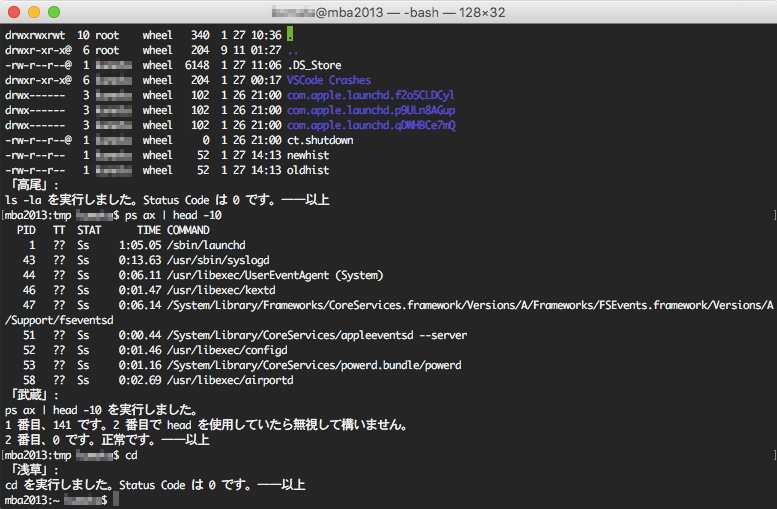 @mba2013 — -bash — 128×32
drwxrwxrwt 10 root wheel 340 1 27 10:36 .
drwxr-xr-x@ 6 root wheel 204 9 11 01:27 ..
-rw-r--r--@ 1 wheel 6148 1 27 11:06 .DS_Store
drwxr-xr-x@ 6 wheel 204 1 27 00:17 VSCode Crashes
drwx------ 3 wheel 102 1 26 21:00 com.apple.launchd.f2o5CLDCyl
drwx------ 3 wheel 102 1 26 21:00 com.apple.launchd.p9ULn8AGup
drwx------ 3 wheel 102 1 26 21:00 com.apple.launchd.qDWHBCe7mQ
-rw-r--r--@ 1 wheel 0 1 26 21:00 ct.shutdown
-rw-r--r-- 1 wheel 52 1 27 14:13 newhist
-rw-r--r-- 1 wheel 52 1 27 14:13 oldhist
「高尾」:
ls -la を実行しました。Status Code は 0 です。——以上
[mba2013:tmp $ ps ax | head -10 ]
PID TT STAT TIME COMMAND
1 ?? Ss 1:05.05 /sbin/launchd
43 ?? Ss 0:13.63 /usr/sbin/syslogd
44 ?? Ss 0:06.11 /usr/libexec/UserEventAgent (System)
46 ?? Ss 0:01.47 /usr/libexec/kextd
47 ?? Ss 0:06.14 /System/Library/Frameworks/CoreServices.framework/Versions/A/Frameworks/FSEvents.framework/Versions/A
/Support/fseventsd
51 ?? Ss 0:00.44 /System/Library/CoreServices/appleeventsd --server
52 ?? Ss 0:01.46 /usr/libexec/configd
53 ?? Ss 0:01.16 /System/Library/CoreServices/powerd.bundle/powerd
58 ?? Ss 0:02.69 /usr/libexec/airportd
「武蔵」:
ps ax | head -10 を実行しました。
1 番目、141 です。2 番目で head を使用していたら無視して構いません。
2 番目、0 です。正常です。——以上
[mba2013:tmp $ cd ]
「浅草」:
cd を実行しました。Status Code は 0 です。——以上
mba2013:~ $